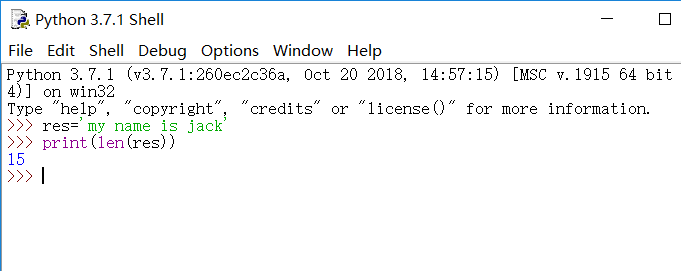 Python 3.7.1 Shell
File Edit Shell Debug Options Window Help
Python 3.7.1 (v3.7.1:260ec2c36a, Oct 20 2018, 14:57:15) [MSC v.1915 64 bit
4)] on win32
Type "help", "copyright", "credits" or "license()" for more information.
>>> res='my name is jack'
>>> print(len(res))
15
>>>